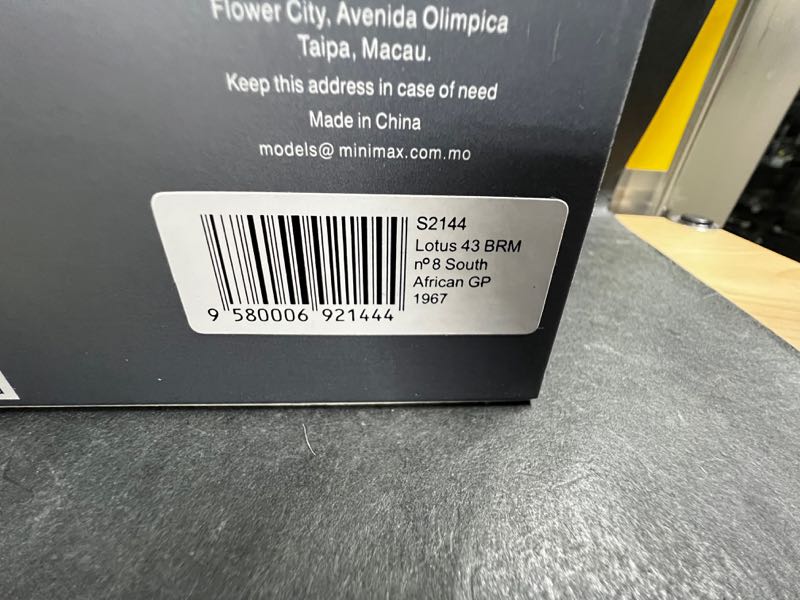 Flower City, Avenida Olimpica
Taipa, Macau.
Keep this address in case of need
Made in China
models@ minimax.com.mo
S2144
Lotus 43 BRM
nº8 South
African GP
1967
9 580006 921444